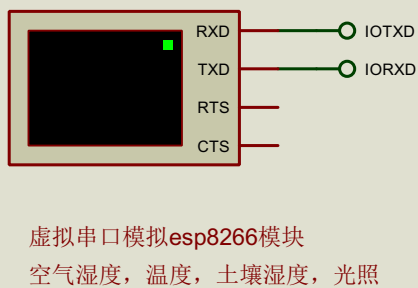 RXD IOTXD
TXD IORXD
RTS
CTS
虚拟串口模拟esp8266模块
空气湿度，温度，土壤湿度，光照